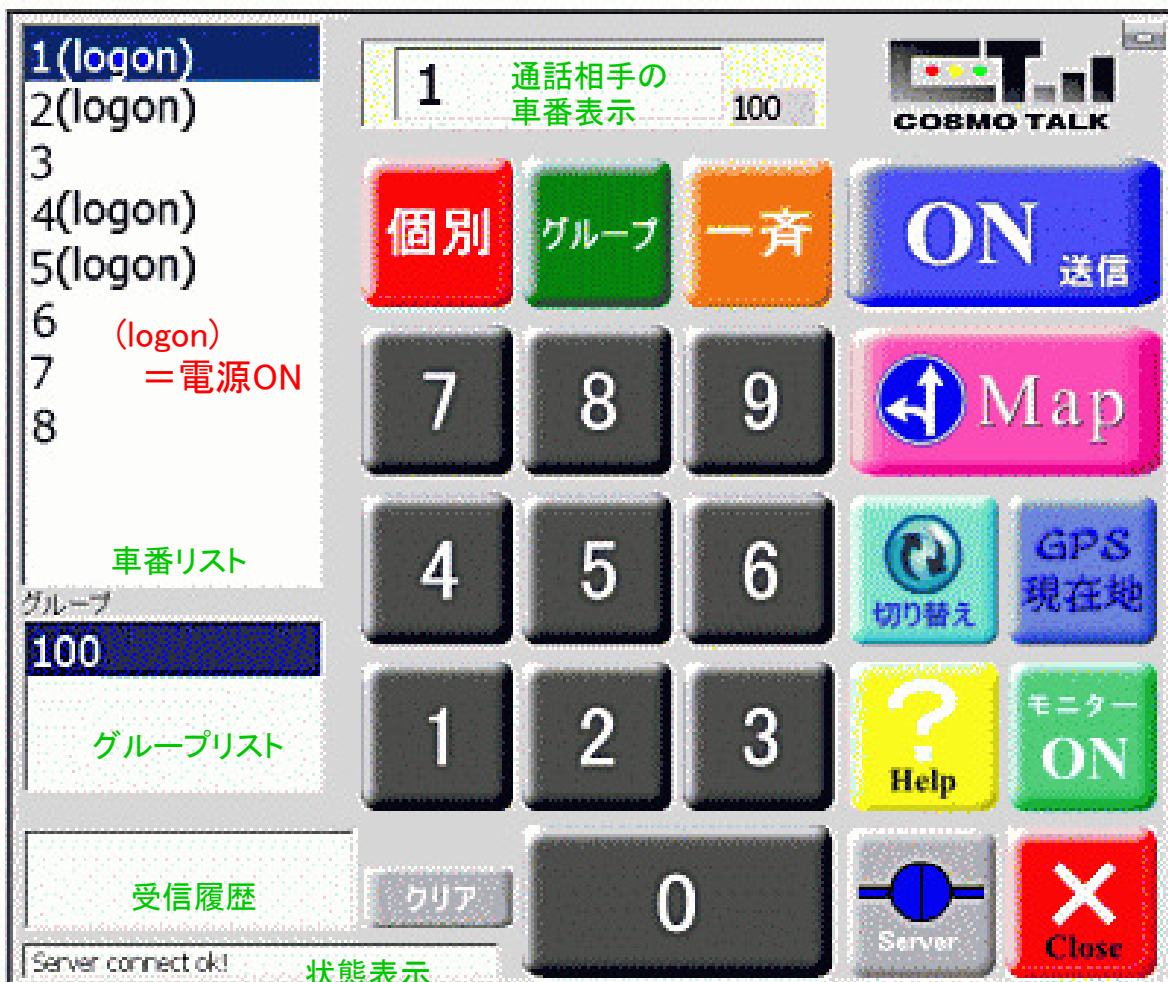 1(logon)
2(logon)
3
4(logon)
5(logon)
6
7
8
(logon)
＝電源ON
車番リスト
グループ
100
グループリスト
受信履歴
Server connect ok!
状態表示
1
通話相手の
車番表示
100
COSMO TALK
個別
グループ
一斉
ON 送信
7
8
9
Map
4
5
6
切り替え
GPS
現在地
1
2
3
?
Help
モニター
ON
クリア
0
Server
Close